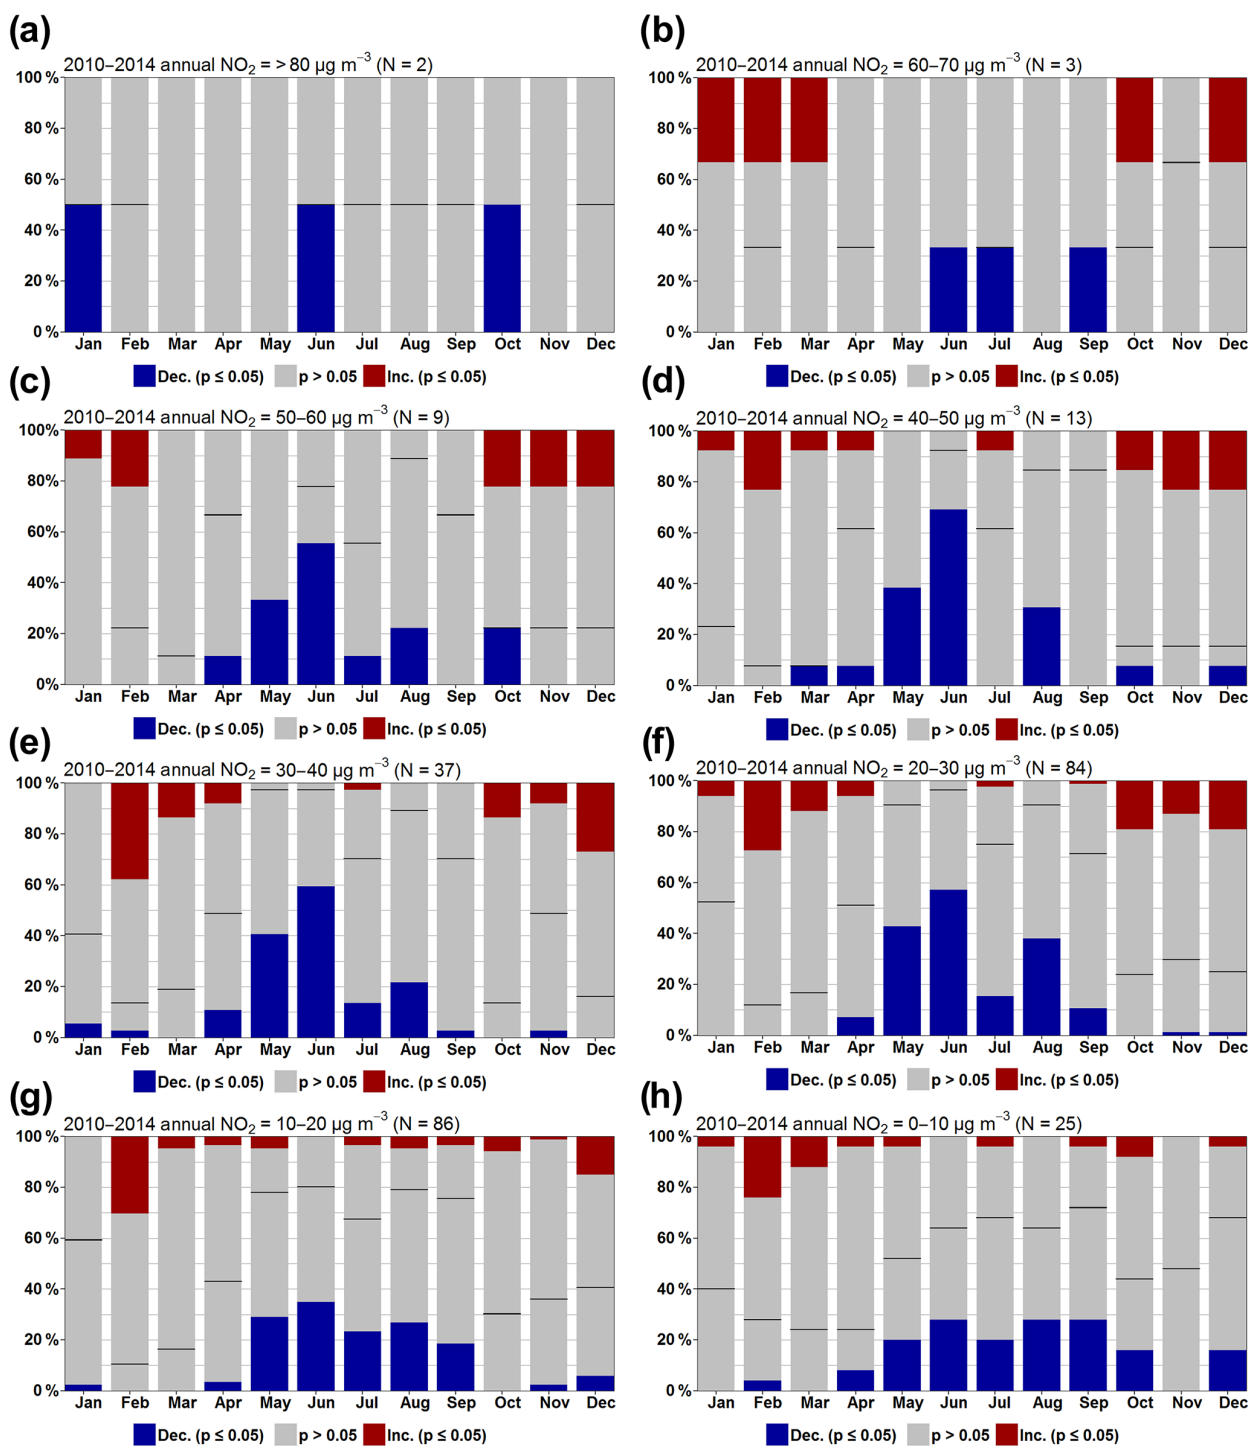 (a)
2010–2014 annual NO₂ = > 80 µg m⁻³ (N = 2)
100 %
80 %
60 %
40 %
20 %
0 %
Jan Feb Mar Apr May Jun Jul Aug Sep Oct Nov Dec
Dec. (p ≤ 0.05) p > 0.05 Inc. (p ≤ 0.05)
(b)
2010–2014 annual NO₂ = 60–70 µg m⁻³ (N = 3)
100 %
80 %
60 %
40 %
20 %
0 %
Jan Feb Mar Apr May Jun Jul Aug Sep Oct Nov Dec
Dec. (p ≤ 0.05) p > 0.05 Inc. (p ≤ 0.05)
(c)
2010–2014 annual NO₂ = 50–60 µg m⁻³ (N = 9)
100 %
80 %
60%
40%
20%
0%
Jan Feb Mar Apr May Jun Jul Aug Sep Oct Nov Dec
Dec. (p ≤ 0.05) p > 0.05 Inc. (p ≤ 0.05)
(d)
2010–2014 annual NO₂ = 40–50 µg m⁻³ (N = 13)
100 %
80 %
60 %
40 %
20 %
0 %
Jan Feb Mar Apr May Jun Jul Aug Sep Oct Nov Dec
Dec. (p ≤ 0.05) p > 0.05 Inc. (p ≤ 0.05)
(e)
2010–2014 annual NO₂ = 30–40 µg m⁻³ (N = 37)
100 %
80 %
60 %
40 %
20 %
0%
Jan Feb Mar Apr May Jun Jul Aug Sep Oct Nov Dec
Dec. (p ≤ 0.05) p > 0.05 Inc. (p ≤ 0.05)
(f)
2010–2014 annual NO₂ = 20–30 µg m⁻³ (N = 84)
100 %
80 %
60 %
40 %
20 %
0 %
Jan Feb Mar Apr May Jun Jul Aug Sep Oct Nov Dec
Dec. (p ≤ 0.05) p > 0.05 Inc. (p ≤ 0.05)
(g)
2010–2014 annual NO₂ = 10–20 µg m⁻³ (N = 86)
100 %
80 %
60 %
40 %
20 %
0 %
Jan Feb Mar Apr May Jun Jul Aug Sep Oct Nov Dec
Dec. (p ≤ 0.05) p > 0.05 Inc. (p ≤ 0.05)
(h)
2010–2014 annual NO₂ = 0–10 µg m⁻³ (N = 25)
100 %
80 %
60 %
40 %
20 %
0 %
Jan Feb Mar Apr May Jun Jul Aug Sep Oct Nov Dec
Dec. (p ≤ 0.05) p > 0.05 Inc. (p ≤ 0.05)